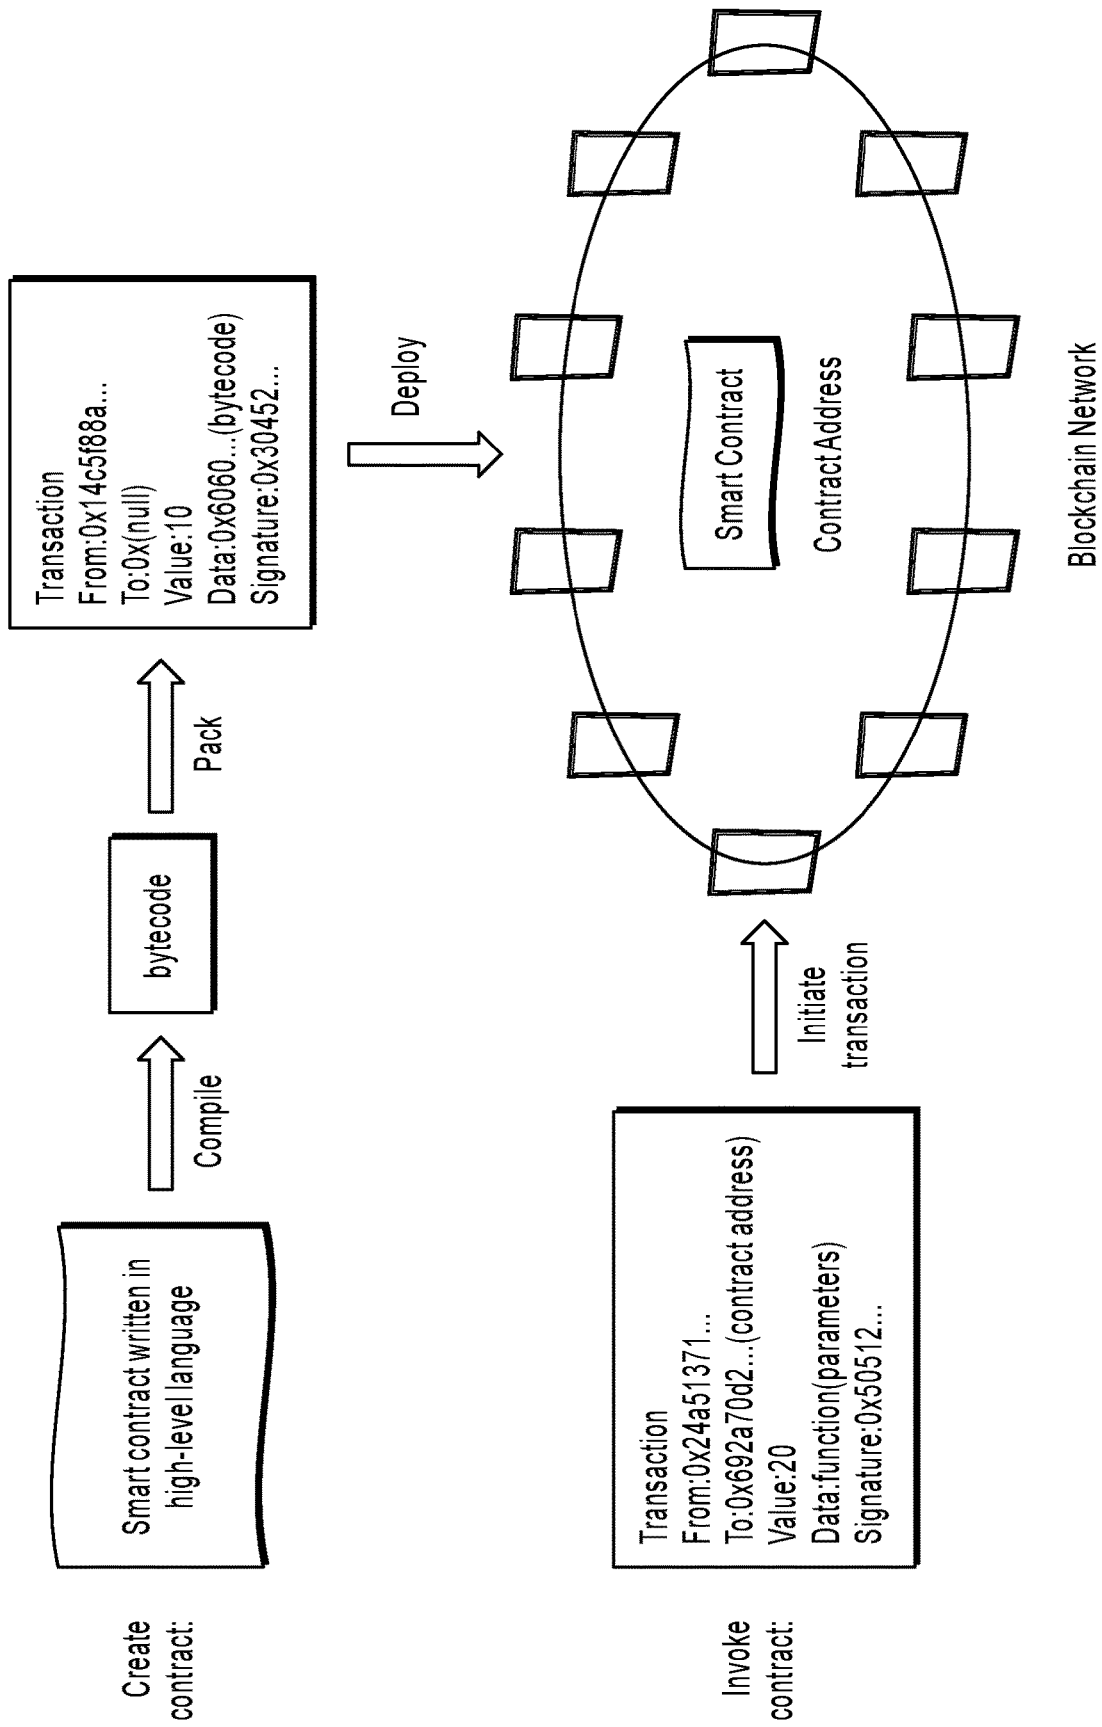 Create
contract:
Smart contract written in
high-level language
Compile
bytecode
Pack
Transaction
From:0x14c5f88a...
To:0x(null)
Value:10
Data:0x6060...(bytecode)
Signature:0x30452...
Deploy
Invoke
contract:
Transaction
From:0x24a51371...
To:0x692a70d2...(contract address)
Value:20
Data:function(parameters)
Signature:0x50512...
Initiate
transaction
Smart Contract
Contract Address
Blockchain Network